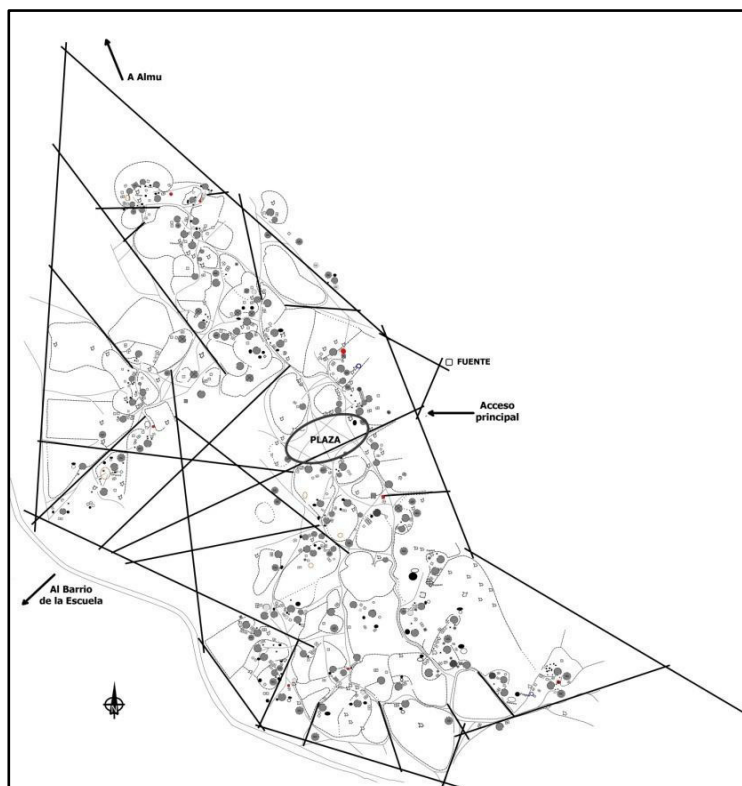 A Almu
FUENTE
Acceso
principal
PLAZA
Al Barrio
de la Escuela